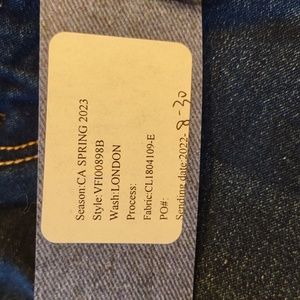 Season:CA SPRING 2023
Style:VFI00898B
Wash:LONDON
Process:
Fabric:CL1804109-E
PO#:
Sending date:2022-8-30